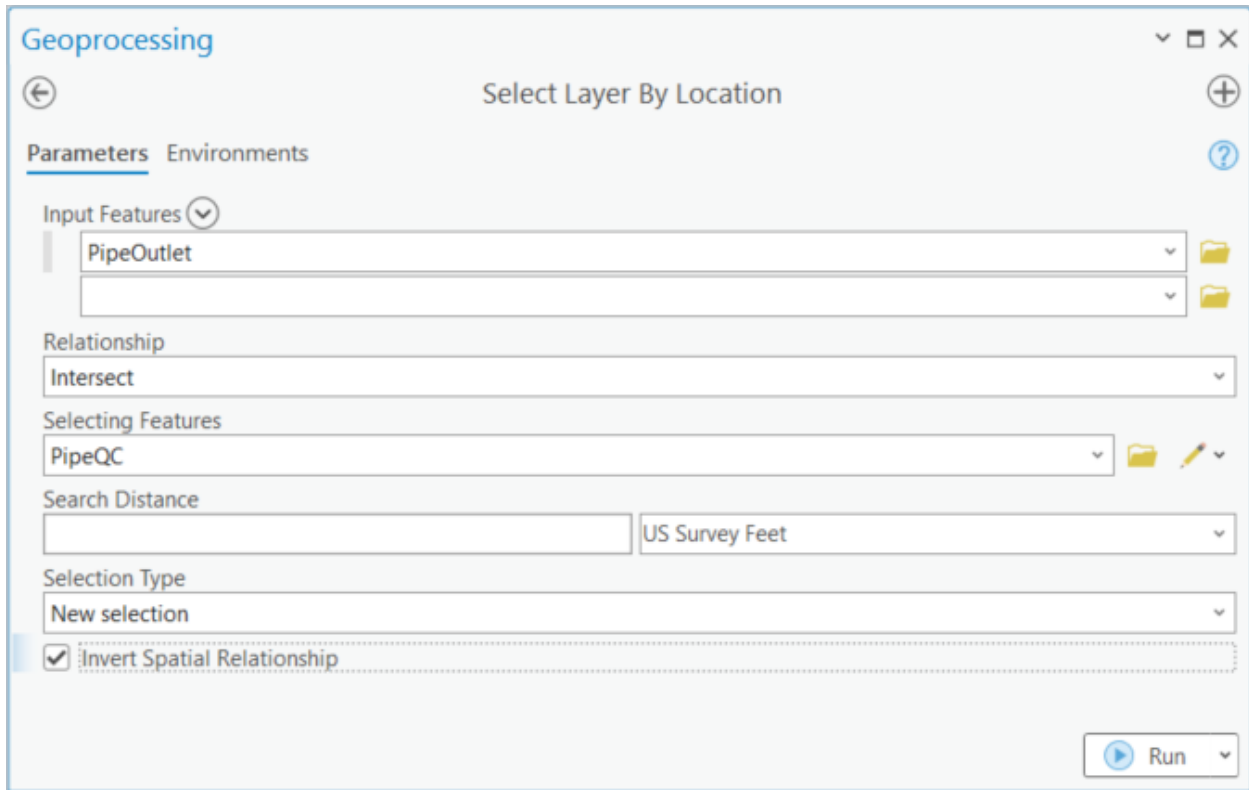 Geoprocessing
Select Layer By Location
Parameters Environments
Input Features
PipeOutlet
Relationship
Intersect
Selecting Features
PipeQC
Search Distance
US Survey Feet
Selection Type
New selection
Invert Spatial Relationship
Run